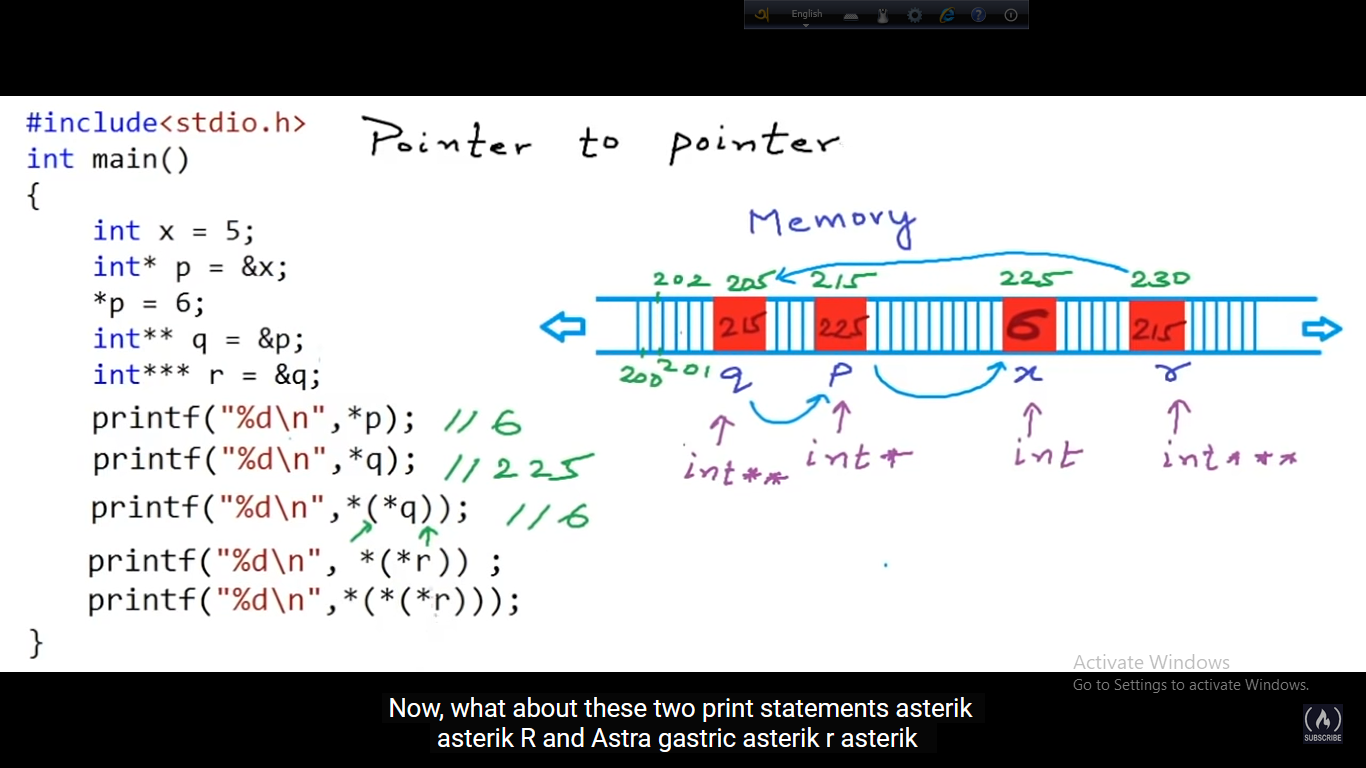 English
#include<stdio.h>
Pointer to pointer
int main()
{
int x = 5;
int* p = &x;
*p = 6;
int** q = &p;
int*** r = &q;
printf("%d\n",*p); // 6
printf("%d\n",*q); // 225
printf("%d\n",*(*q)); // 6
printf("%d\n", *(*r)) ;
printf("%d\n",*(*(*r)));
}
Memory
202 205 215 225 230
215 225 6 215
200 201 q p x r
int** int* int int***
Activate Windows
Go to Settings to activate Windows.
Now, what about these two print statements asterik
asterik R and Astra gastric asterik r asterik
SUBSCRIBE